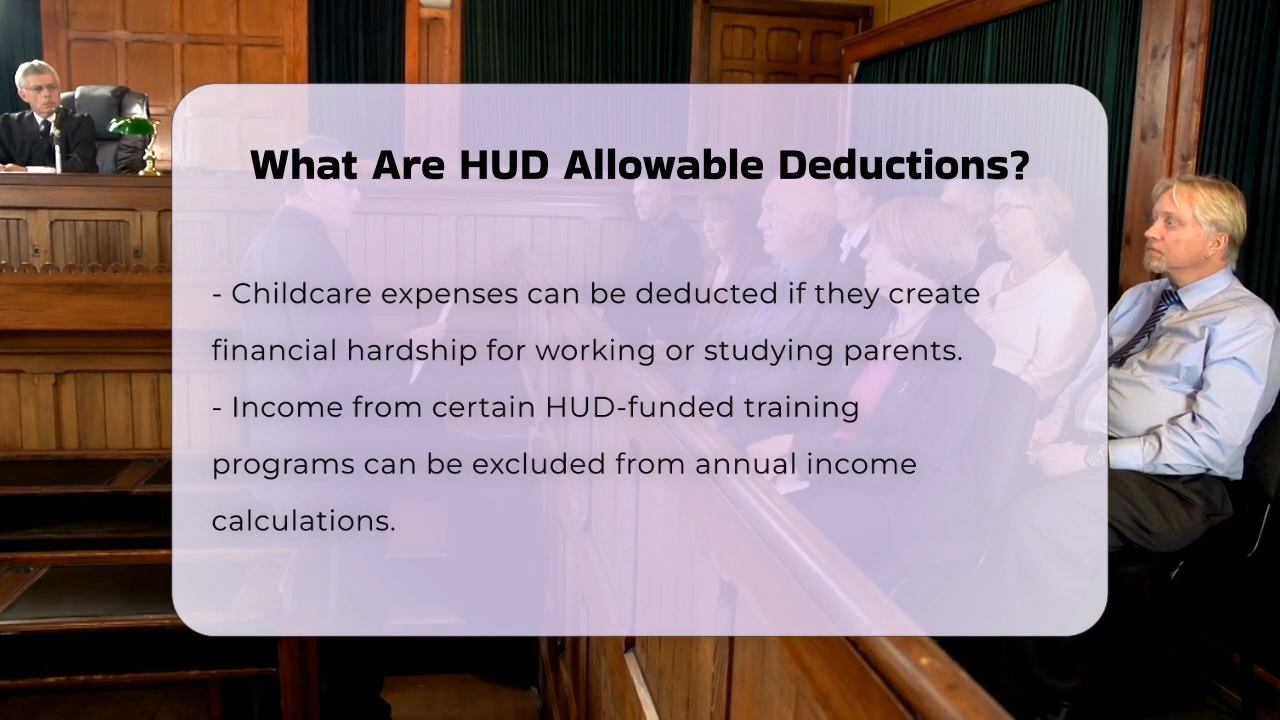 What Are HUD Allowable Deductions?
- Childcare expenses can be deducted if they create
financial hardship for working or studying parents.
- Income from certain HUD-funded training
programs can be excluded from annual income
calculations.